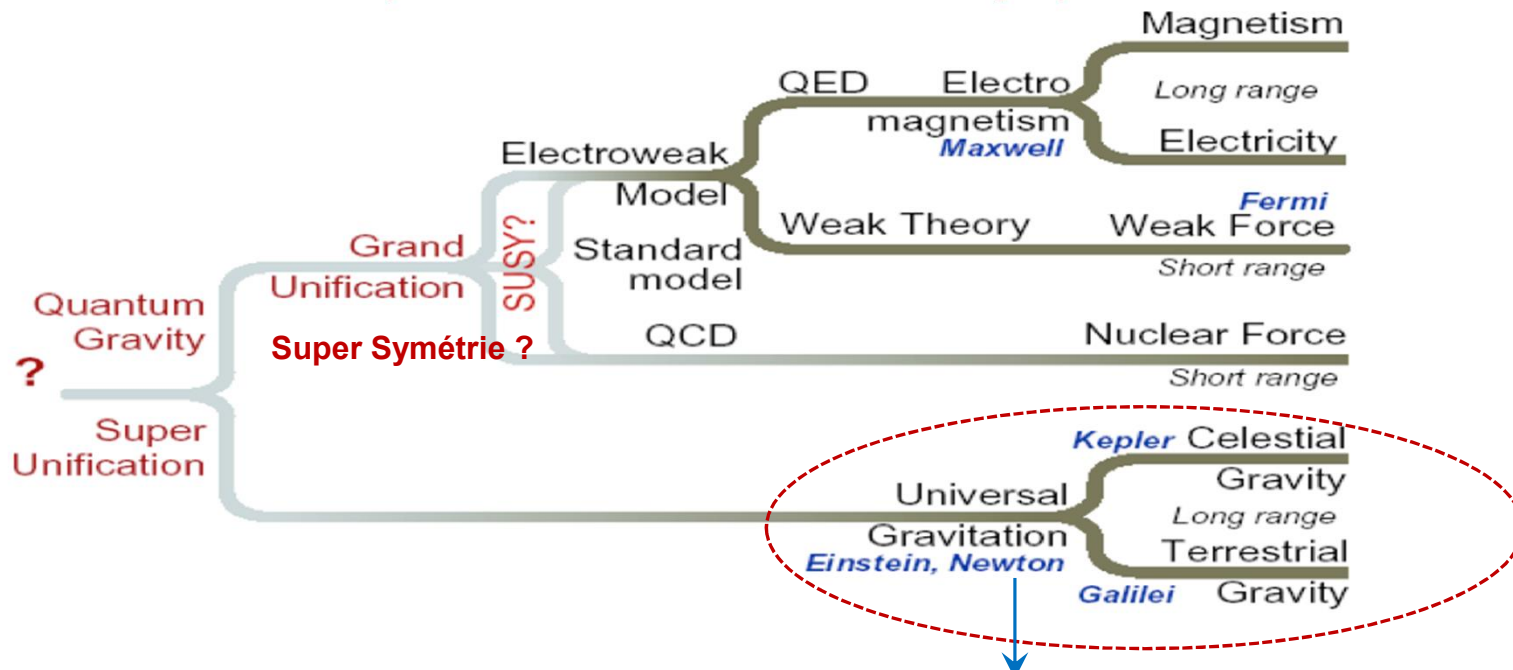 Magnetism
Long range
Electricity
QED
Electro
magnetism
Maxwell
Electroweak
Model
Fermi
Weak Theory
Weak Force
Short range
Grand
Unification
SUSY?
Standard
model
Quantum
Gravity
Super Symétrie ?
QCD
Nuclear Force
Short range
?
Super
Unification
Kepler Celestial
Gravity
Long range
Universal
Gravitation
Einstein, Newton
Terrestrial
Galilei Gravity